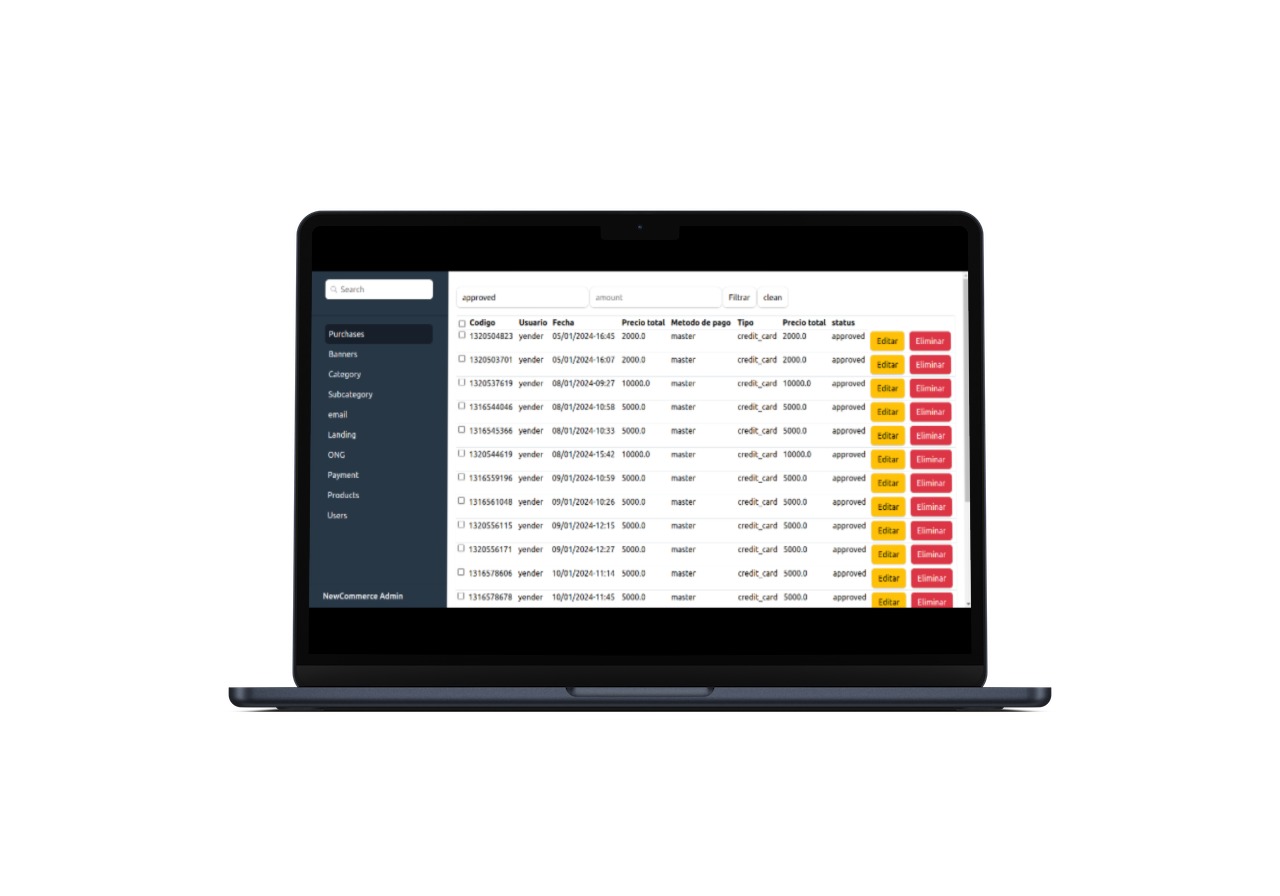 Search
Purchases
Banners
Category
Subcategory
email
Landing
ONG
Payment
Products
Users
NewCommerce Admin
approved amount Filtrar clean
Codigo Usuario Fecha Precio total Metodo de pago Tipo Precio total status
1320504823 yender 05/01/2024-16:45 2000.0 master credit_card 2000.0 approved Editar Eliminar
1320503701 yender 05/01/2024-16:07 2000.0 master credit_card 2000.0 approved Editar Eliminar
1320537619 yender 08/01/2024-09:27 10000.0 master credit_card 10000.0 approved Editar Eliminar
1316544046 yender 08/01/2024-10:58 5000.0 master credit_card 5000.0 approved Editar Eliminar
1316545366 yender 08/01/2024-10:33 5000.0 master credit_card 5000.0 approved Editar Eliminar
1320544619 yender 08/01/2024-15:42 10000.0 master credit_card 10000.0 approved Editar Eliminar
1316559196 yender 09/01/2024-10:59 5000.0 master credit_card 5000.0 approved Editar Eliminar
1316561048 yender 09/01/2024-10:26 5000.0 master credit_card 5000.0 approved Editar Eliminar
1320556115 yender 09/01/2024-12:15 5000.0 master credit_card 5000.0 approved Editar Eliminar
1320556171 yender 09/01/2024-12:27 5000.0 master credit_card 5000.0 approved Editar Eliminar
1316578606 yender 10/01/2024-11:14 5000.0 master credit_card 5000.0 approved Editar Eliminar
1316578678 yender 10/01/2024-11:45 5000.0 master credit_card 5000.0 approved Editar Eliminar